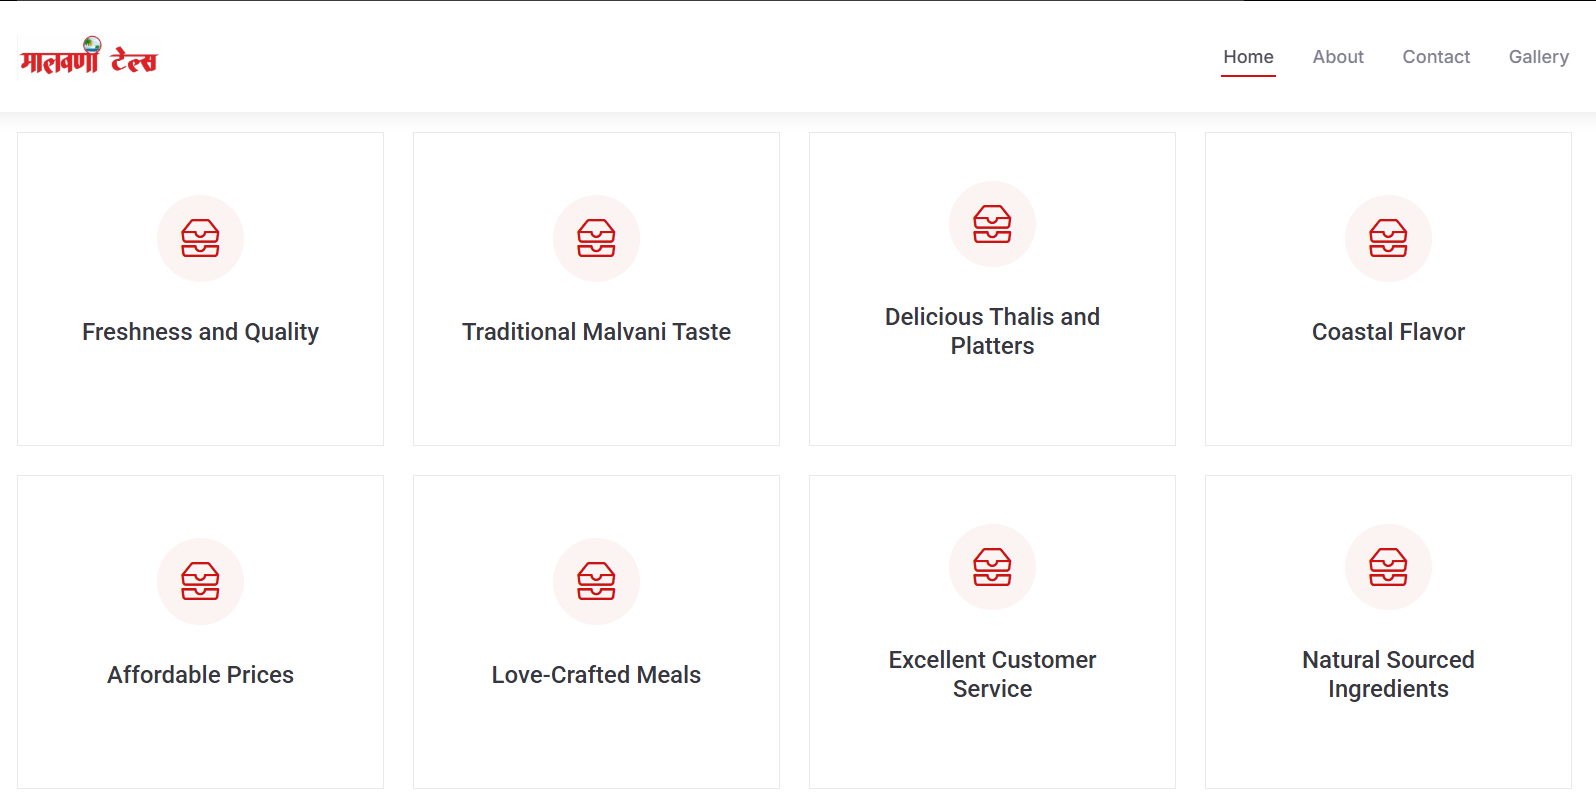 मालवणी टेल्स
Home About Contact Gallery
Freshness and Quality
Traditional Malvani Taste
Delicious Thalis and
Platters
Coastal Flavor
Affordable Prices
Love-Crafted Meals
Excellent Customer
Service
Natural Sourced
Ingredients